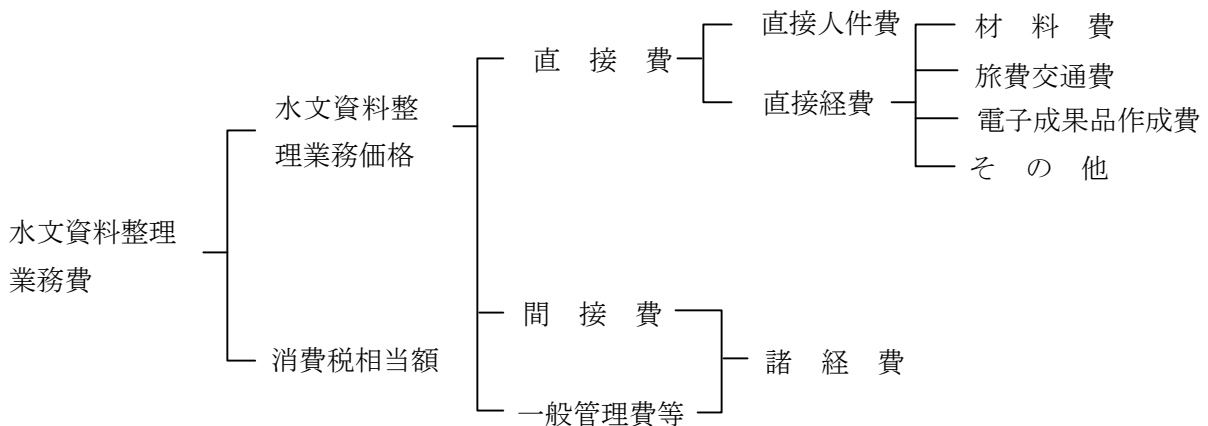 直接人件費
材料費
直接費
旅費交通費
直接経費
水文資料整
理業務価格
電子成果品作成費
その他
水文資料整理
業務費
間接費
消費税相当額
諸経費
一般管理費等